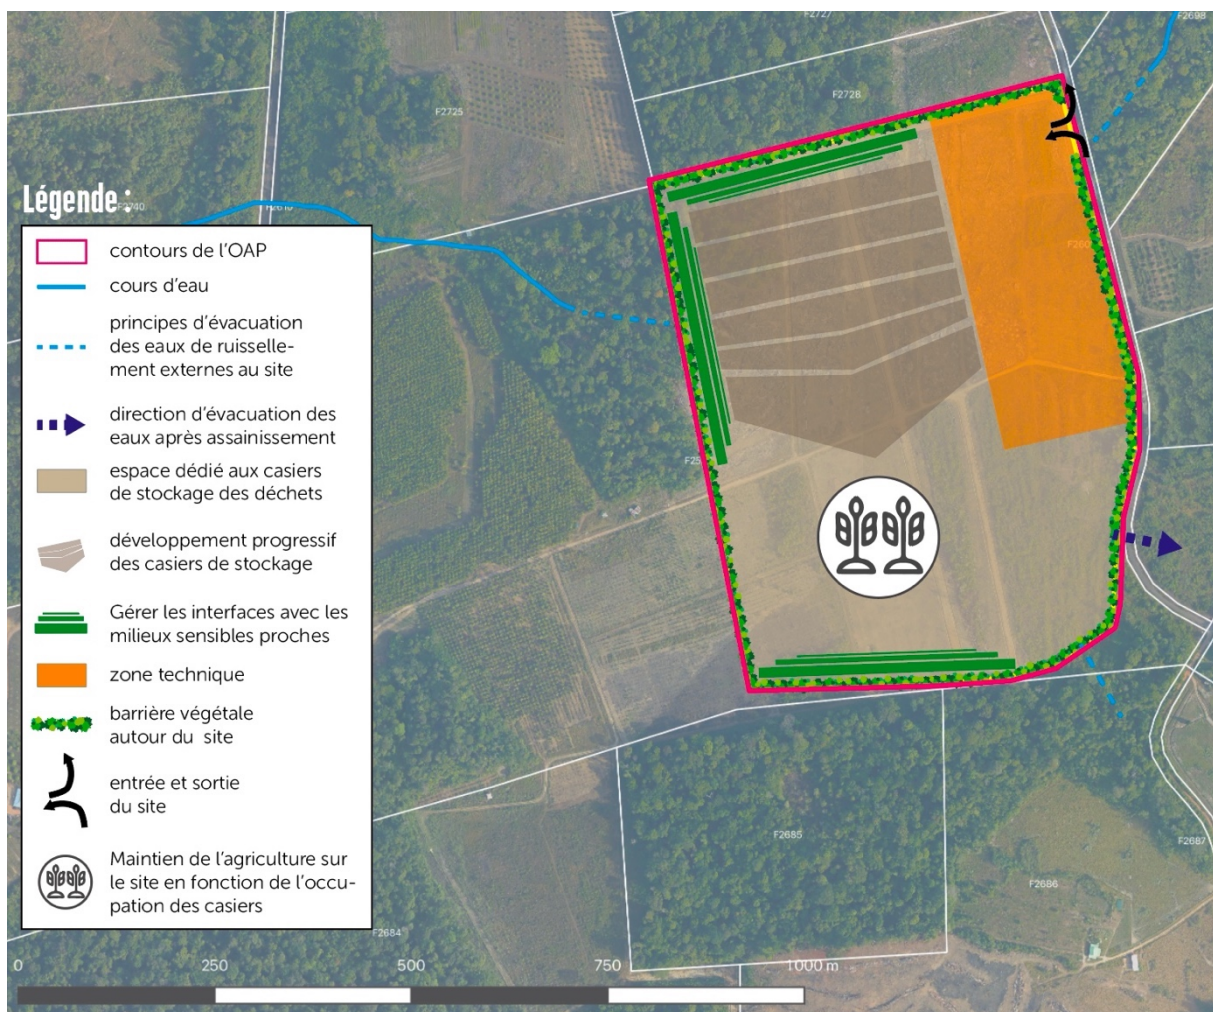 F2727
F2698
F2725
F2728
Légende :
F2740
F2610
contours de l'OAP
cours d'eau
principes d'évacuation
des eaux de ruisselle-
ment externes au site
direction d'évacuation des
eaux après assainissement
espace dédié aux casiers
de stockage des déchets
développement progressif
des casiers de stockage
Gérer les interfaces avec les
milieux sensibles proches
zone technique
barrière végétale
autour du site
entrée et sortie
du site
Maintien de l'agriculture sur
le site en fonction de l'occu-
pation des casiers
F2685
F2687
F2686
F2684
0 250 500 750 1000 m